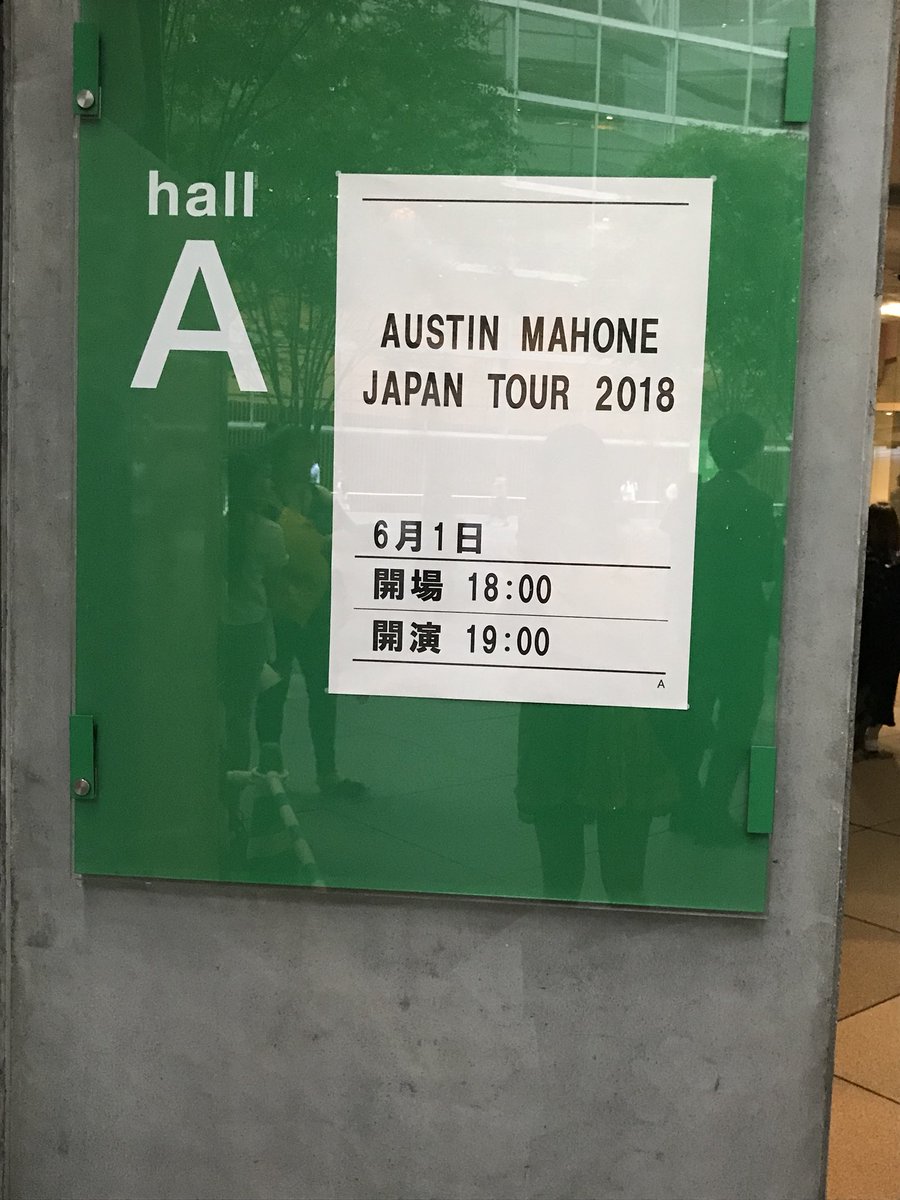 hall
A
AUSTIN MAHONE
JAPAN TOUR 2018
6月1日
開場 18:00
開演 19:00
A